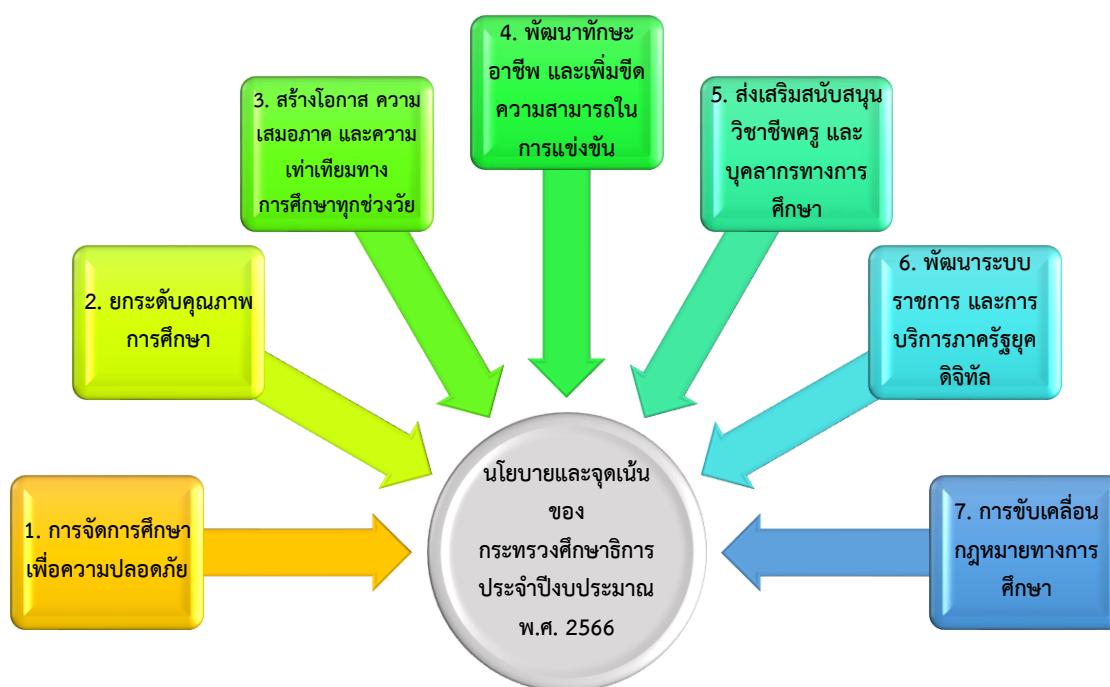 1. การจัดการศึกษา
เพื่อความปลอดภัย
2. ยกระดับคุณภาพ
การศึกษา
3. สร้างโอกาส ความ
เสมอภาค และความ
เท่าเทียมทาง
การศึกษาทุกช่วงวัย
4. พัฒนาทักษะ
อาชีพ และเพิ่มขีด
ความสามารถใน
การแข่งขัน
5. ส่งเสริมสนับสนุน
วิชาชีพครู และ
บุคลากรทางการ
ศึกษา
6. พัฒนาระบบ
ราชการ และการ
บริการภาครัฐยุค
ดิจิทัล
7. การขับเคลื่อน
กฎหมายทางการ
ศึกษา
นโยบายและจุดเน้น
ของ
กระทรวงศึกษาธิการ
ประจำปีงบประมาณ
พ.ศ. 2566